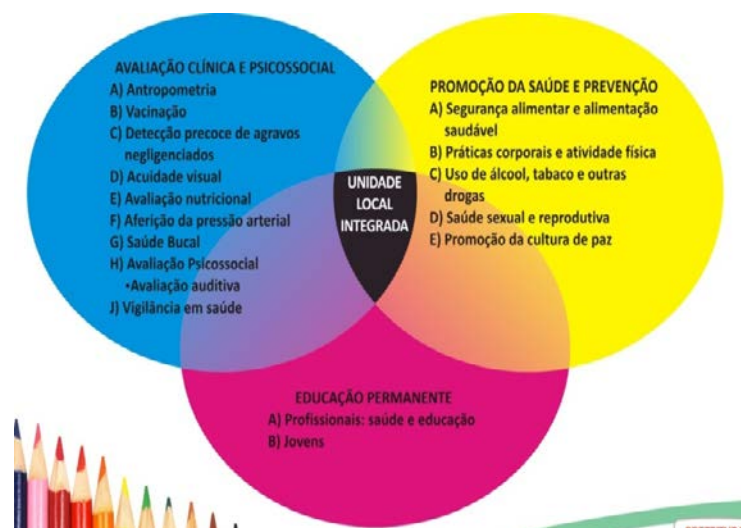 AVALIAÇÃO CLÍNICA E PSICOSSOCIAL
A) Antropometria
B) Vacinação
C) Detecção precoce de agravos
negligenciados
D) Acuidade visual
E) Avaliação nutricional
F) Aferição da pressão arterial
G) Saúde Bucal
H) Avaliação Psicossocial
•Avaliação auditiva
J) Vigilância em saúde
PROMOÇÃO DA SAÚDE E PREVENÇÃO
A) Segurança alimentar e alimentação
saudável
B) Práticas corporais e atividade física
C) Uso de álcool, tabaco e outras
drogas
D) Saúde sexual e reprodutiva
E) Promoção da cultura de paz
UNIDADE
LOCAL
INTEGRADA
EDUCAÇÃO PERMANENTE
A) Profissionais: saúde e educação
B) Jovens